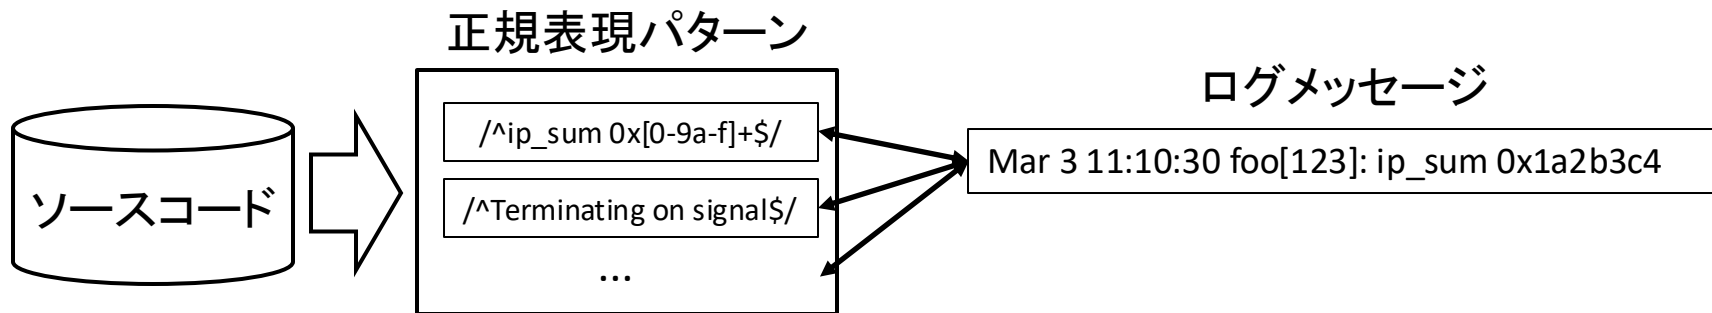 正規表現パターン
ログメッセージ
ソースコード
/^ip_sum 0x[0-9a-f]+$/
/^Terminating on signal$/
...
Mar 3 11:10:30 foo[123]: ip_sum 0x1a2b3c4